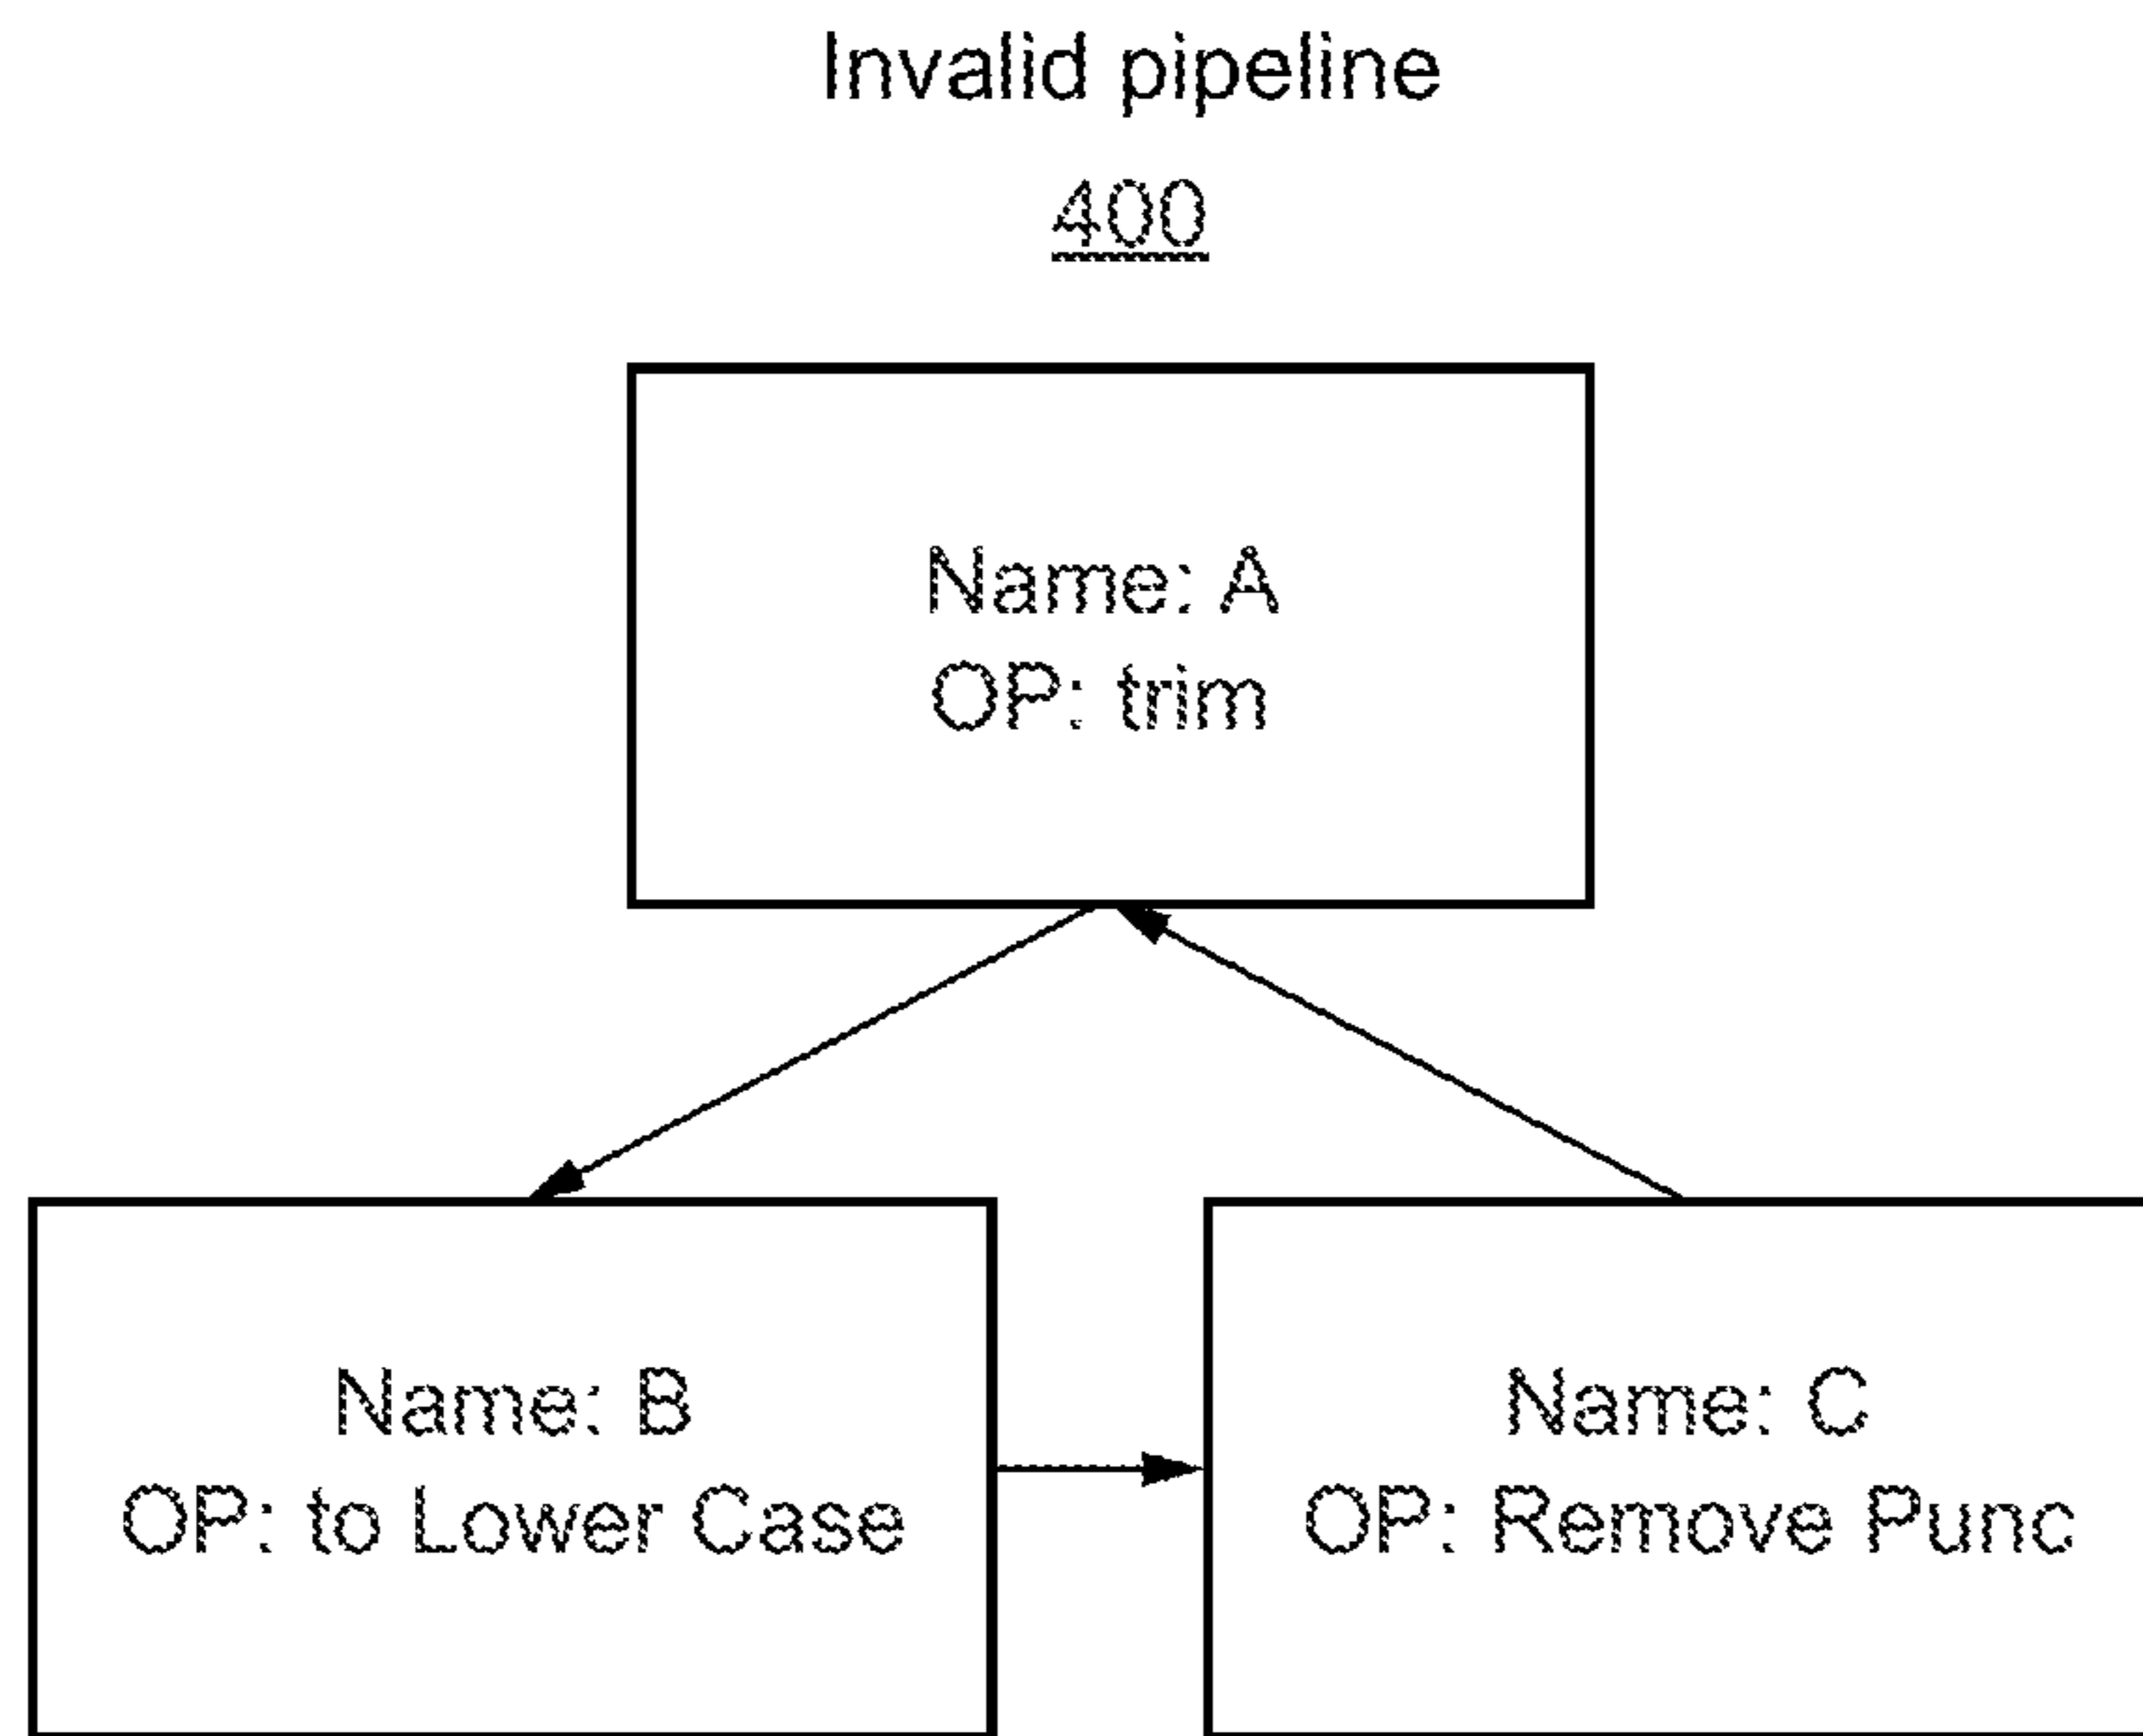 Invalid pipeline
400
Name: A
OP: trim
Name: B
OP: to Lower Case
Name: C
OP: Remove Punc